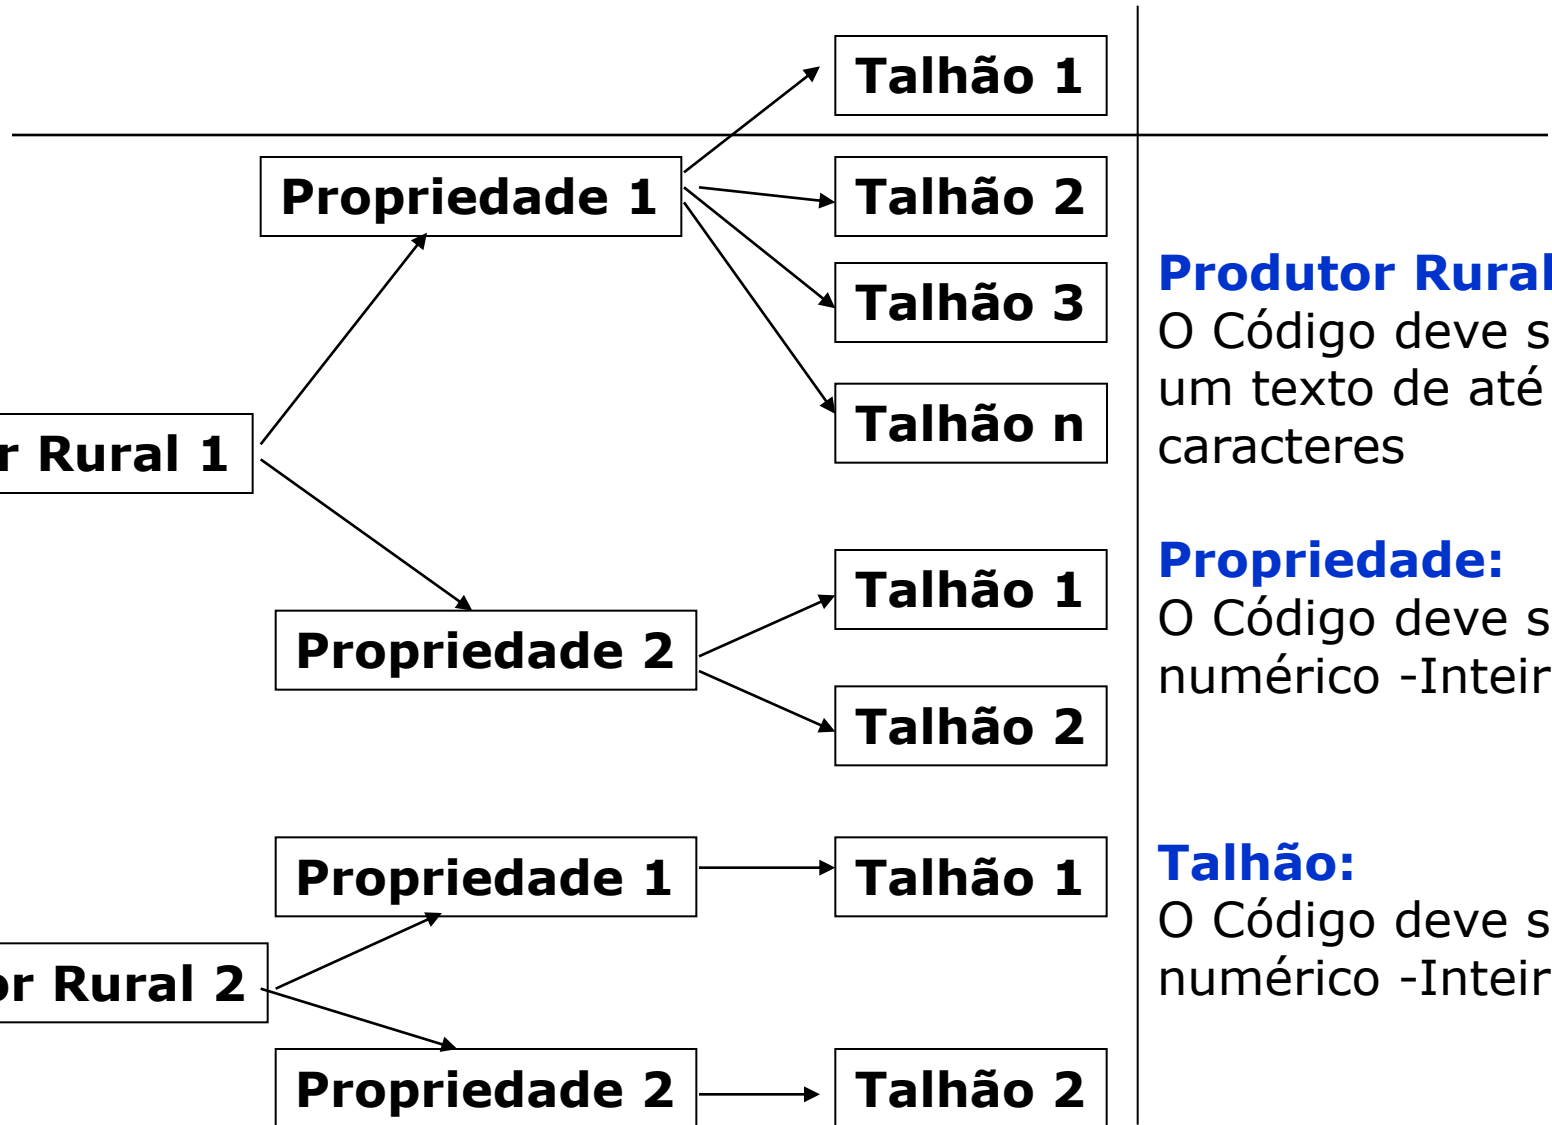 Talhão 1
Propriedade 1
Talhão 2
Talhão 3
Talhão n
r Rural 1
Propriedade 2
Talhão 1
Talhão 2
Propriedade 1
Talhão 1
or Rural 2
Propriedade 2
Talhão 2
Produtor Rural
O Código deve s
um texto de até
caracteres
Propriedade:
O Código deve s
numérico -Inteir
Talhão:
O Código deve s
numérico -Inteir